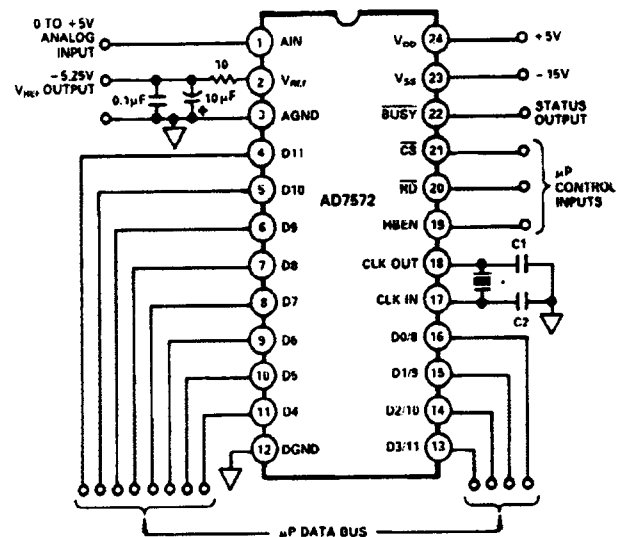 0 TO +5V
ANALOG
INPUT
-5.25V
VREF OUTPUT
10
0.1µF
10µF
+
1 AIN
2 VREF
3 AGND
4 D11
5 D10
6 D9
7 D8
8 D7
9 D6
10 D5
11 D4
12 DGND
AD7572
VDD 24
+5V
VSS 23
-15V
BUSY 22
STATUS
OUTPUT
CS 21
RD 20
HBEN 19
µP
CONTROL
INPUTS
CLK OUT 18
C1
CLK IN 17
C2
D0/8 16
D1/9 15
D2/10 14
D3/11 13
µP DATA BUS